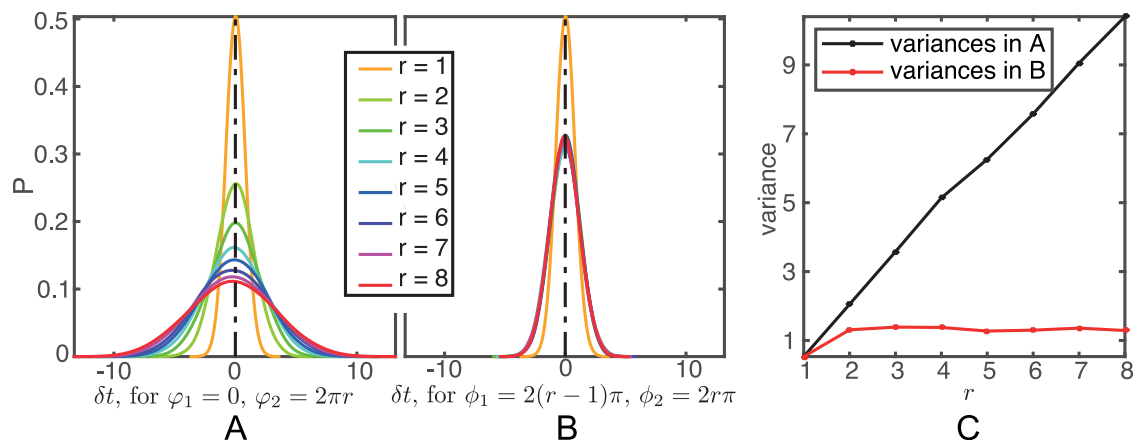 0.5
0.4
0.3
0.2
0.1
0
P
-10
0
10
δt, for φ₁ = 0, φ₂ = 2πr
A
r = 1
r = 2
r = 3
r = 4
r = 5
r = 6
r = 7
r = 8
-10
0
10
δt, for ϕ₁ = 2(r − 1)π, ϕ₂ = 2rπ
B
variances in A
variances in B
9
7
5
3
1
variance
1 2 3 4 5 6 7 8
r
C